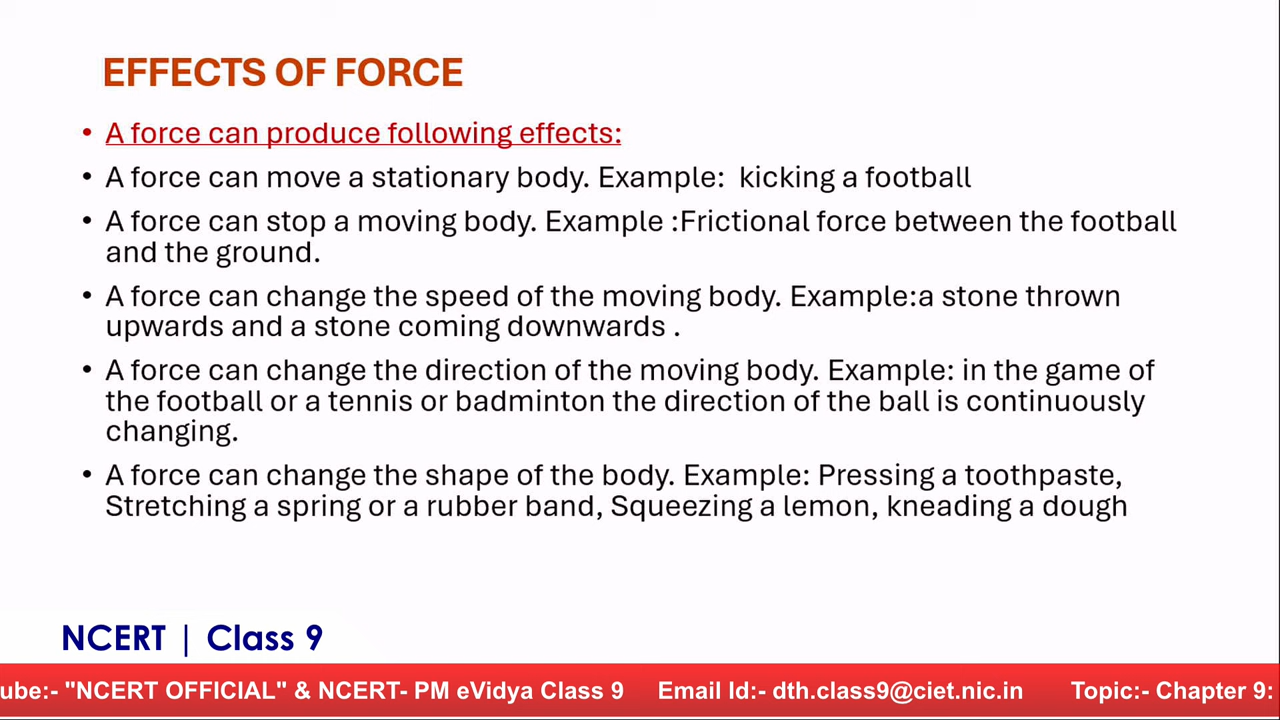 EFFECTS OF FORCE
• A force can produce following effects:
• A force can move a stationary body. Example:  kicking a football
• A force can stop a moving body. Example :Frictional force between the football
and the ground.
• A force can change the speed of the moving body. Example:a stone thrown
upwards and a stone coming downwards .
• A force can change the direction of the moving body. Example: in the game of
the football or a tennis or badminton the direction of the ball is continuously
changing.
• A force can change the shape of the body. Example: Pressing a toothpaste,
Stretching a spring or a rubber band, Squeezing a lemon, kneading a dough
NCERT | Class 9
ube:- "NCERT OFFICIAL" & NCERT- PM eVidya Class 9 Email Id:- dth.class9@ciet.nic.in Topic:- Chapter 9: